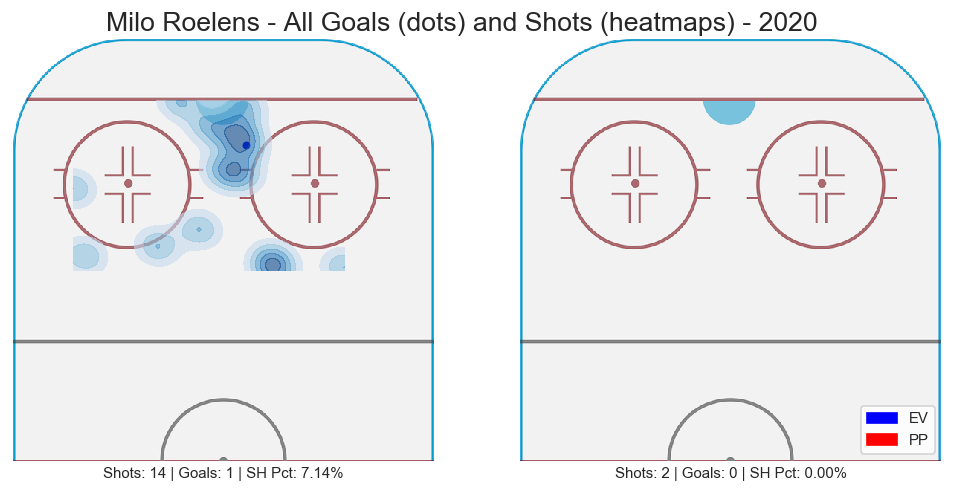 Milo Roelens - All Goals (dots) and Shots (heatmaps) - 2020
EV
PP
Shots: 14 | Goals: 1 | SH Pct: 7.14%
Shots: 2 | Goals: 0 | SH Pct: 0.00%